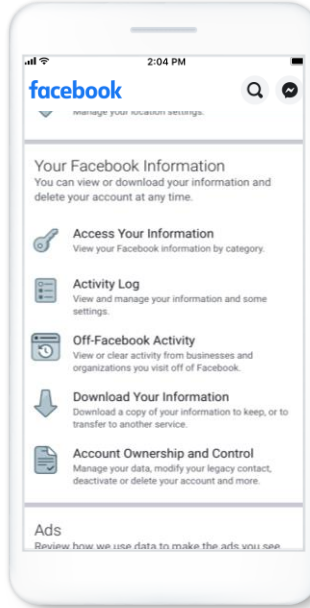 2:04 PM
facebook
Manage your location settings.
Your Facebook Information
You can view or download your information and
delete your account at any time.
Access Your Information
View your Facebook information by category.
Activity Log
View and manage your information and some
settings.
Off-Facebook Activity
View or clear activity from businesses and
organizations you visit off of Facebook.
Download Your Information
Download a copy of your information to keep, or to
transfer to another service.
Account Ownership and Control
Manage your data, modify your legacy contact,
deactivate or delete your account and more.
Ads
Review how we use data to make the ads you see